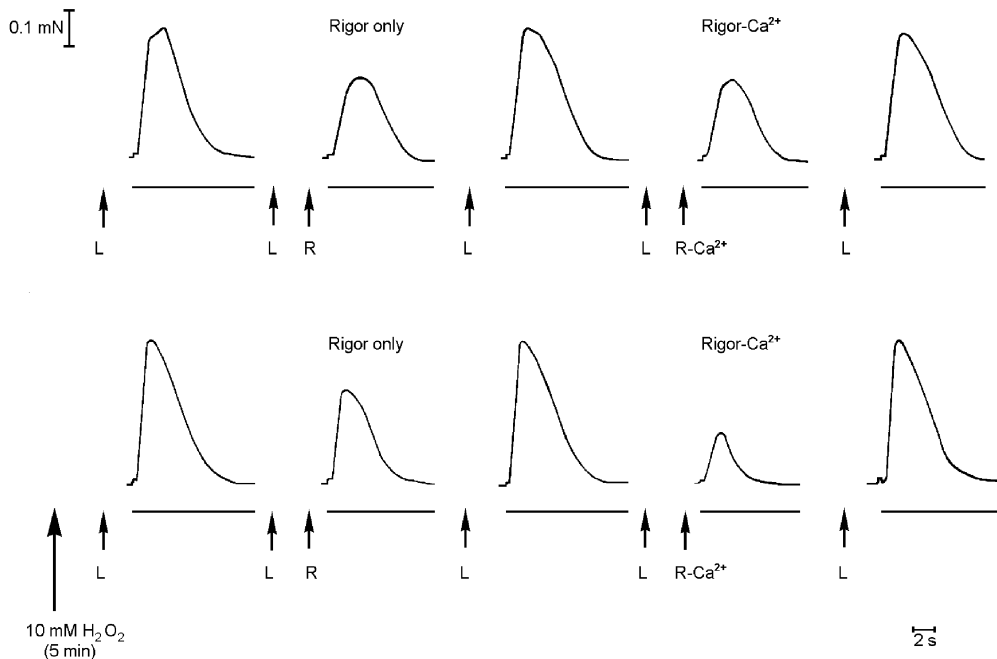 0.1 mN
Rigor only
Rigor-Ca²⁺
L
L
R
L
L
R-Ca²⁺
L
Rigor only
Rigor-Ca²⁺
L
L
R
L
L
R-Ca²⁺
L
10 mM H₂O₂
(5 min)
2 s